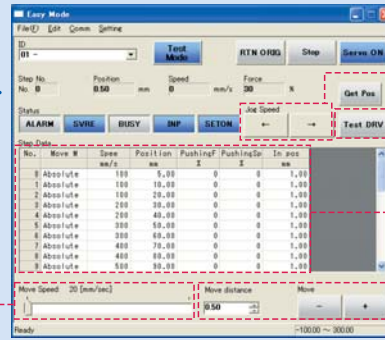 Easy Mode
File(F) Edit Comm Setting
ID
01 -
Test Mode
RTN ORIG Stop Servo ON
Step No. Position Speed Force
No. 0 0.50 mm 0 mm/s 30 %
Get Pos
Status Jog Speed
ALARM SVRE BUSY INP SETON ← → Test DRV
Step Data
No. Move M Spee Position PushingF PushingSp In pos
mm/s mm % % mm
0 Absolute 100 5.00 0 0 1.00
1 Absolute 100 10.00 0 0 1.00
2 Absolute 100 20.00 0 0 1.00
3 Absolute 200 30.00 0 0 1.00
4 Absolute 200 40.00 0 0 1.00
5 Absolute 300 50.00 0 0 1.00
6 Absolute 300 60.00 0 0 1.00
7 Absolute 400 70.00 0 0 1.00
8 Absolute 400 80.00 0 0 1.00
9 Absolute 500 90.00 0 0 1.00
Move Speed 20 [mm/sec] Move distance Move
0.50 - +
Ready -100.00 ~ 300.00